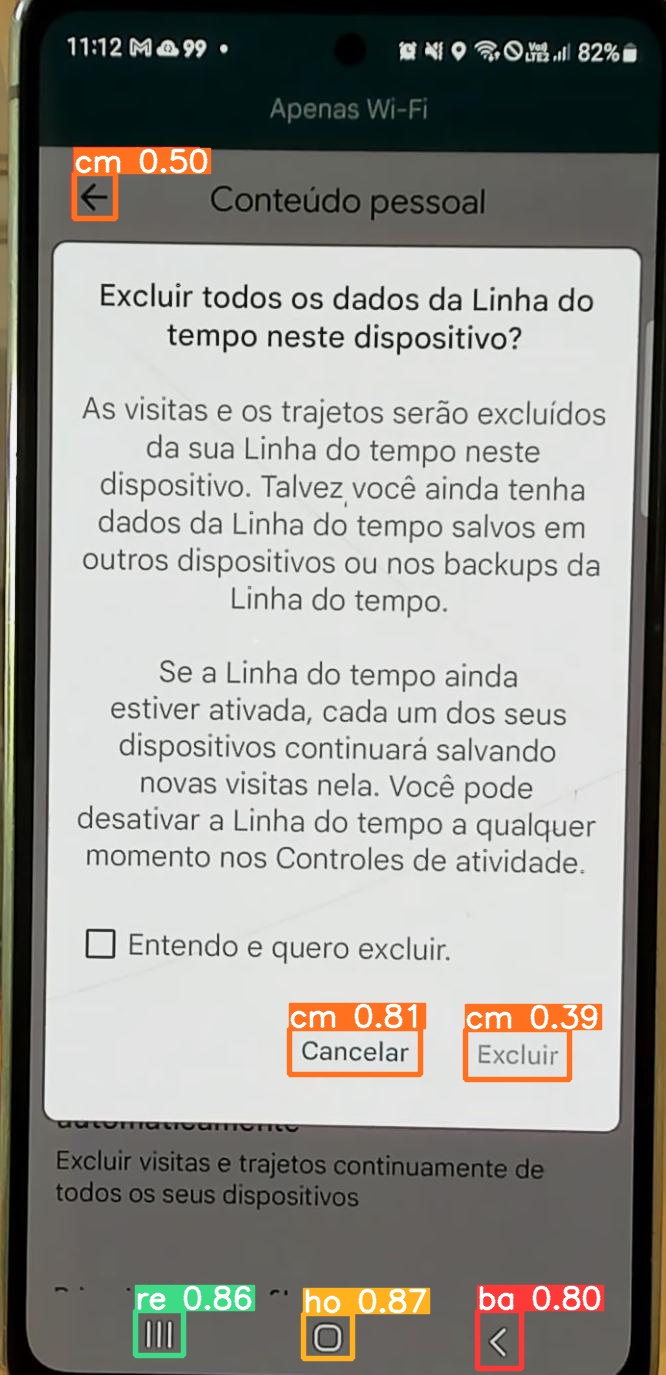 11:12 99 82%
Apenas Wi-Fi
cm 0.50
Conteúdo pessoal
Excluir todos os dados da Linha do
tempo neste dispositivo?
As visitas e os trajetos serão excluídos
da sua Linha do tempo neste
dispositivo. Talvez você ainda tenha
dados da Linha do tempo salvos em
outros dispositivos ou nos backups da
Linha do tempo.
Se a Linha do tempo ainda
estiver ativada, cada um dos seus
dispositivos continuará salvando
novas visitas nela. Você pode
desativar a Linha do tempo a qualquer
momento nos Controles de atividade.
Entendo e quero excluir.
cm 0.81 cm 0.39
Cancelar Excluir
automaticamente
Excluir visitas e trajetos continuamente de
todos os seus dispositivos
re 0.86 ho 0.87 ba 0.80